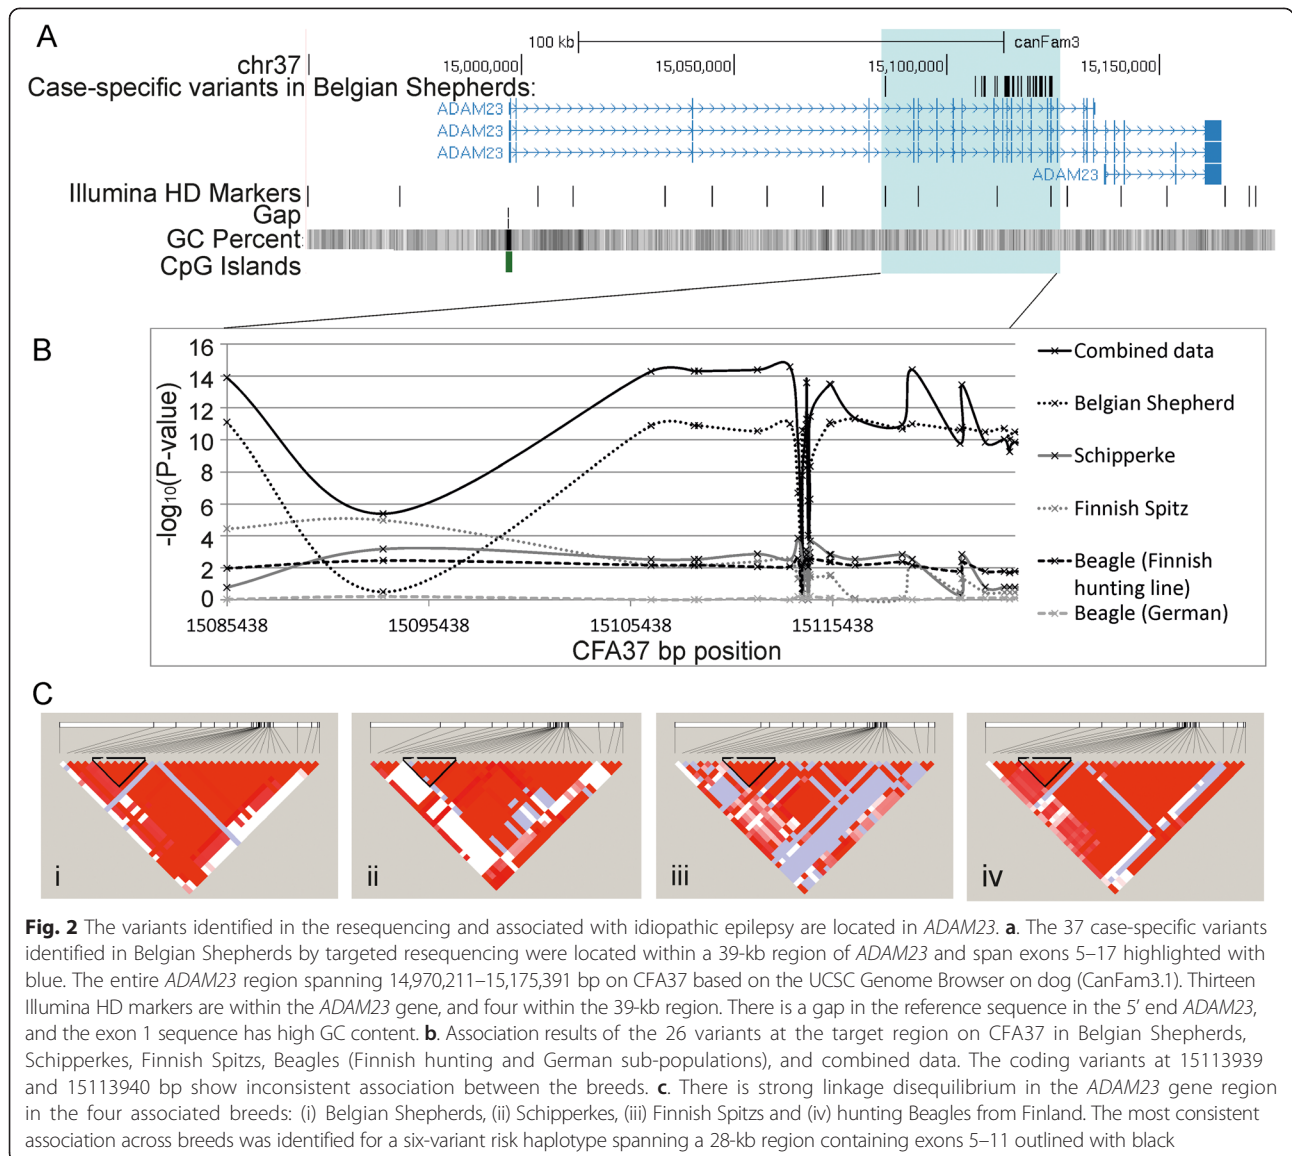 A
100 kb
canFam3
chr37
15,000,000
15,050,000
15,100,000
15,150,000
Case-specific variants in Belgian Shepherds:
ADAM23
ADAM23
ADAM23
ADAM23
Illumina HD Markers
Gap
GC Percent
CpG Islands
B
-log10(P-value)
16
14
12
10
8
6
4
2
0
15085438
15095438
15105438
15115438
CFA37 bp position
Combined data
Belgian Shepherd
Schipperke
Finnish Spitz
Beagle (Finnish
hunting line)
Beagle (German)
C
i
ii
iii
iv
Fig. 2 The variants identified in the resequencing and associated with idiopathic epilepsy are located in ADAM23. a. The 37 case-specific variants
identified in Belgian Shepherds by targeted resequencing were located within a 39-kb region of ADAM23 and span exons 5–17 highlighted with
blue. The entire ADAM23 region spanning 14,970,211–15,175,391 bp on CFA37 based on the UCSC Genome Browser on dog (CanFam3.1). Thirteen
Illumina HD markers are within the ADAM23 gene, and four within the 39-kb region. There is a gap in the reference sequence in the 5′ end ADAM23,
and the exon 1 sequence has high GC content. b. Association results of the 26 variants at the target region on CFA37 in Belgian Shepherds,
Schipperkes, Finnish Spitzs, Beagles (Finnish hunting and German sub-populations), and combined data. The coding variants at 15113939
and 15113940 bp show inconsistent association between the breeds. c. There is strong linkage disequilibrium in the ADAM23 gene region
in the four associated breeds: (i) Belgian Shepherds, (ii) Schipperkes, (iii) Finnish Spitzs and (iv) hunting Beagles from Finland. The most consistent
association across breeds was identified for a six-variant risk haplotype spanning a 28-kb region containing exons 5–11 outlined with black